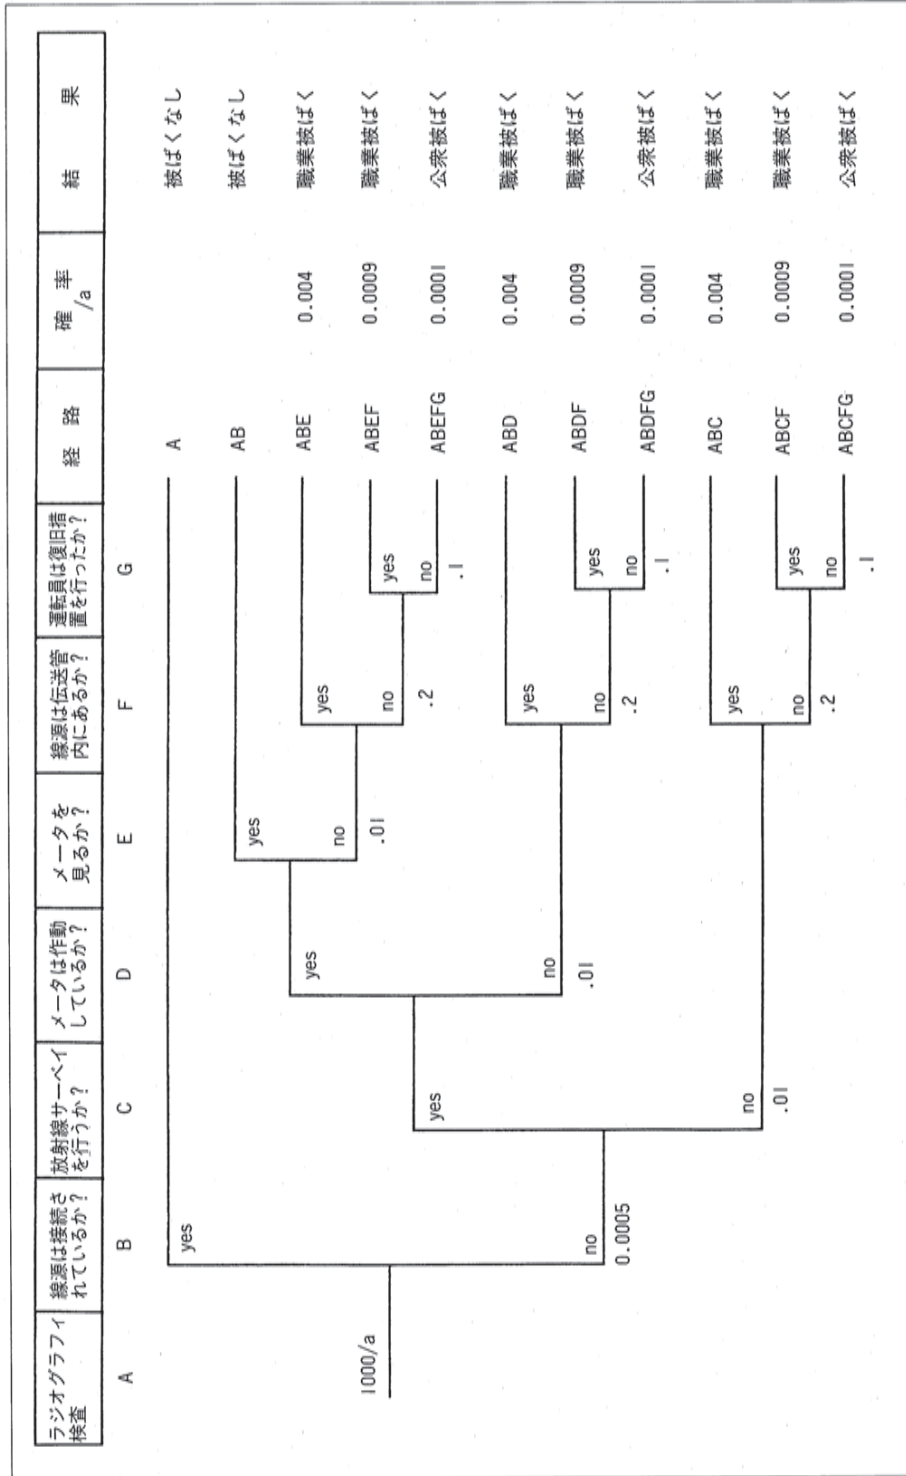 ラジオグラフィ
検査
線源は接続さ
れているか?
放射線サーベイ
を行うか?
メータは作動
しているか?
メータを
見るか?
線源は伝送管
内にあるか?
運転員は復旧措
置を行ったか?
経 路
確 率
/a
結 果
A
B
C
D
E
F
G
1000/a
yes
A
被ばくなし
yes
AB
被ばくなし
yes
yes
yes
ABE
0.004
職業被ばく
yes
ABEF
0.0009
職業被ばく
no
.01
no
.2
no
.1
ABEFG
0.0001
公衆被ばく
yes
ABD
0.004
職業被ばく
no
.01
yes
ABDF
0.0009
職業被ばく
no
0.0005
no
.2
no
.1
ABDFG
0.0001
公衆被ばく
yes
ABC
0.004
職業被ばく
no
.01
yes
ABCF
0.0009
職業被ばく
no
.2
no
.1
ABCFG
0.0001
公衆被ばく